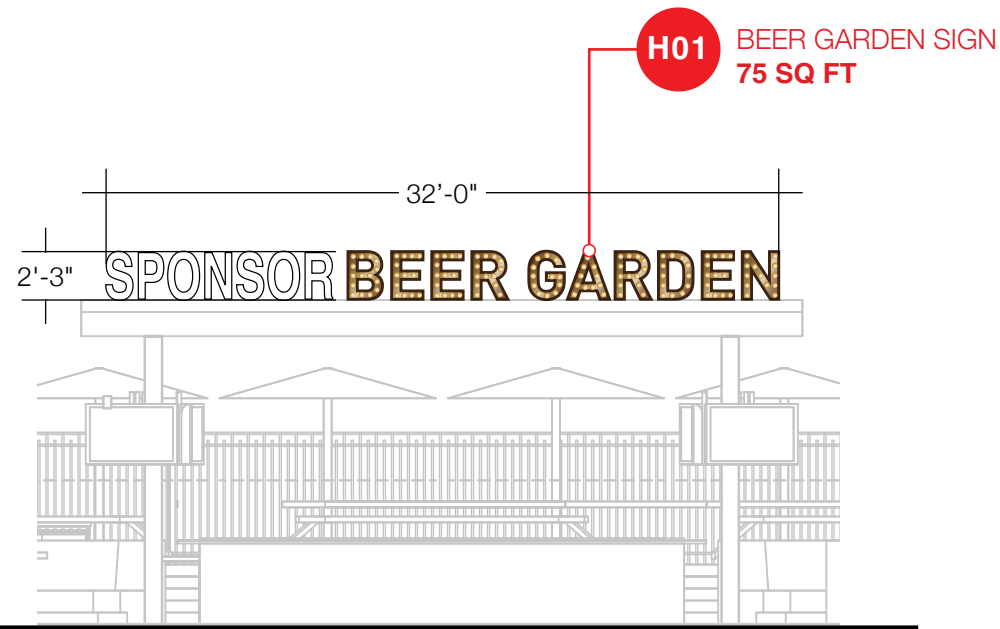 H01
BEER GARDEN SIGN
75 SQ FT
32’-0"
2'-3"
SPONSOR BEER GARDEN